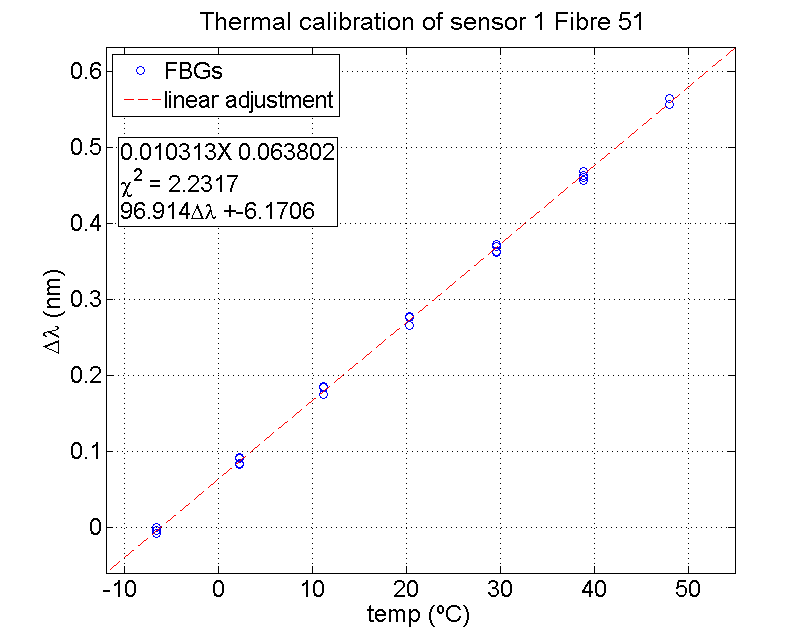 Thermal calibration of sensor 1 Fibre 51
FBGs
linear adjustment
0.010313X 0.063802
χ² = 2.2317
96.914Δλ +-6.1706
0.6
0.5
0.4
0.3
0.2
0.1
0
Δλ (nm)
-10 0 10 20 30 40 50
temp (ºC)